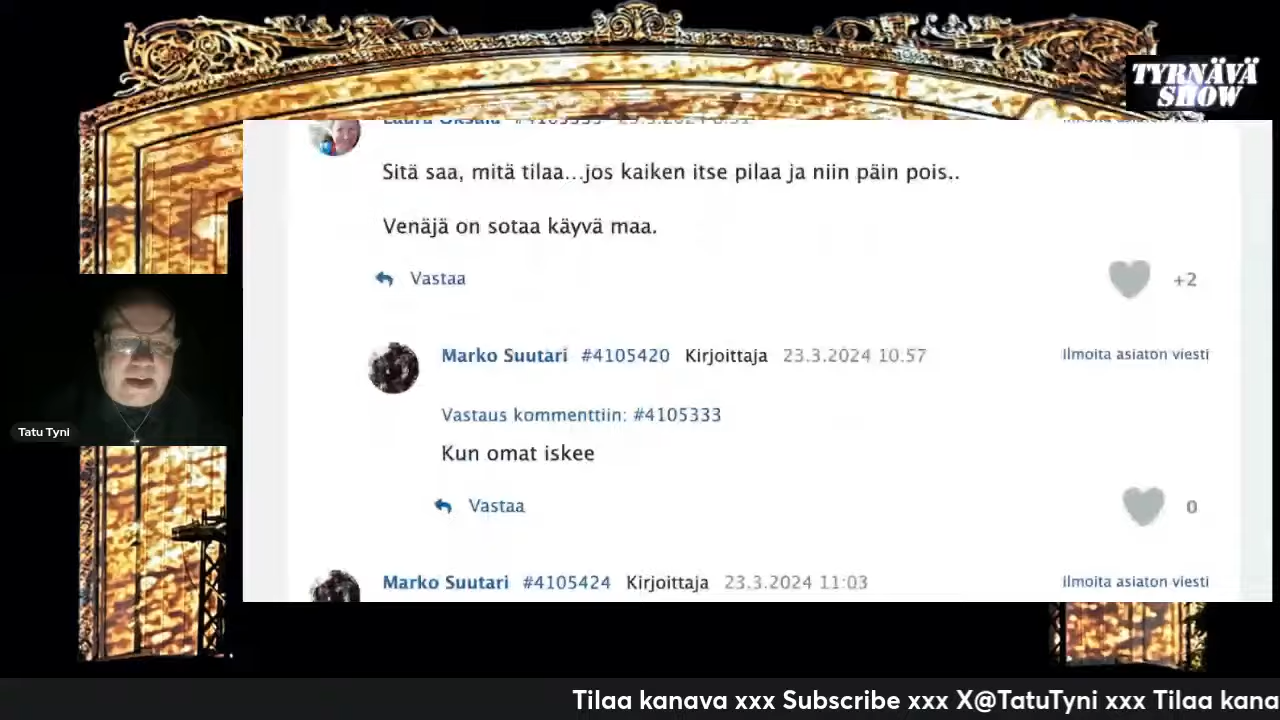 TYRNÄVÄ
SHOW
Sitä saa, mitä tilaa...jos kaiken itse pilaa ja niin päin pois..
Venäjä on sotaa käyvä maa.
Vastaa
+2
Marko Suutari #4105420 Kirjoittaja 23.3.2024 10.57
Ilmoita asiaton viesti
Vastaus kommenttiin: #4105333
Kun omat iskee
Vastaa
0
Marko Suutari #4105424 Kirjoittaja 23.3.2024 11:03
Ilmoita asiaton viesti
Tatu Tyni
Tilaa kanava xxx Subscribe xxx X@TatuTyni xxx Tilaa kana